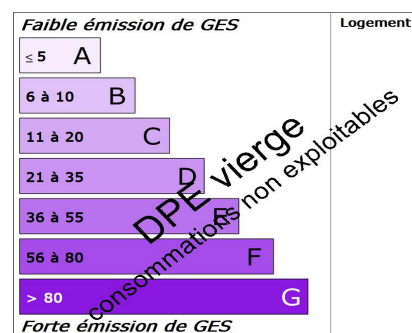 Faible émission de GES
Logement
≤ 5 A
6 à 10 B
11 à 20 C
21 à 35 D
36 à 55 E
56 à 80 F
> 80 G
Forte émission de GES
DPE vierge
consommations non exploitables